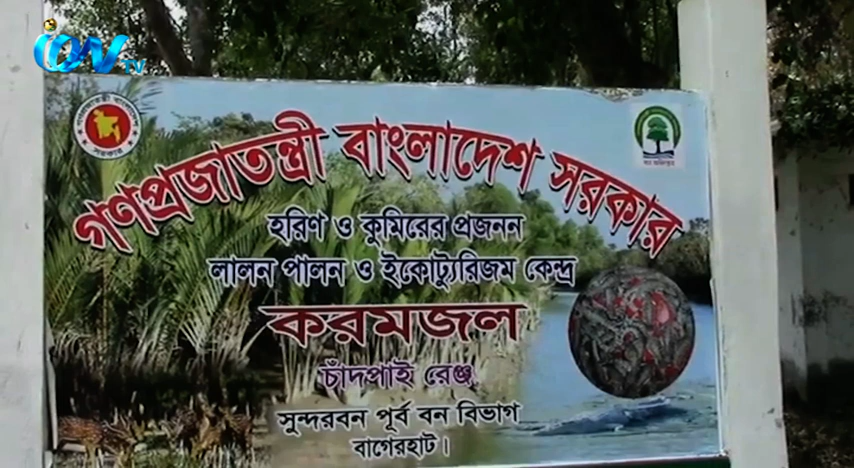 ION TV
গণপ্রজাতন্ত্রী বাংলাদেশ সরকার
হরিণ ও কুমিরের প্রজনন
লালন পালন ও ইকোট্যুরিজম কেন্দ্র
করমজল
চাঁদপাই রেঞ্জ
সুন্দরবন পূর্ব বন বিভাগ
বাগেরহাট।